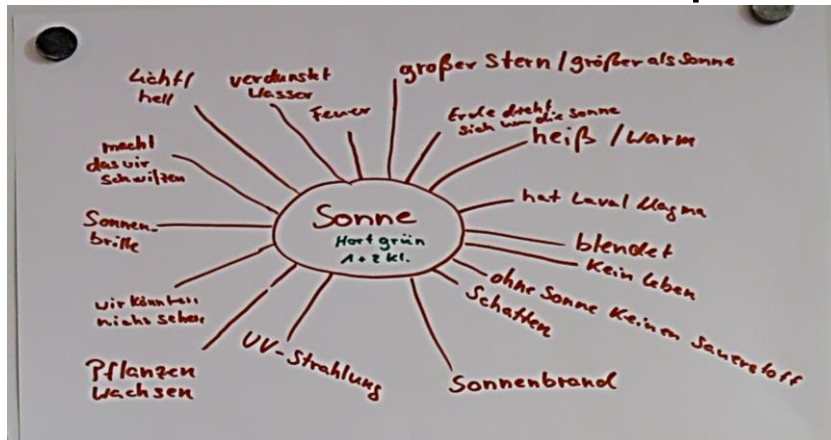 großer Stern / größer als Sonne
Licht/
hell
verdunstet
Wasser
Feuer
Erde dreht
sich um die Sonne
heiß / warm
macht
das wir
schwitzen
hat Lava/Magma
Sonnen-
brille
Sonne
Hort grün
1 + 2 Kl.
blendet
kein Leben
wir könnten
nichts sehen
ohne Sonne keinen Sauerstoff
Schatten
Pflanzen
wachsen
UV-Strahlung
Sonnenbrand